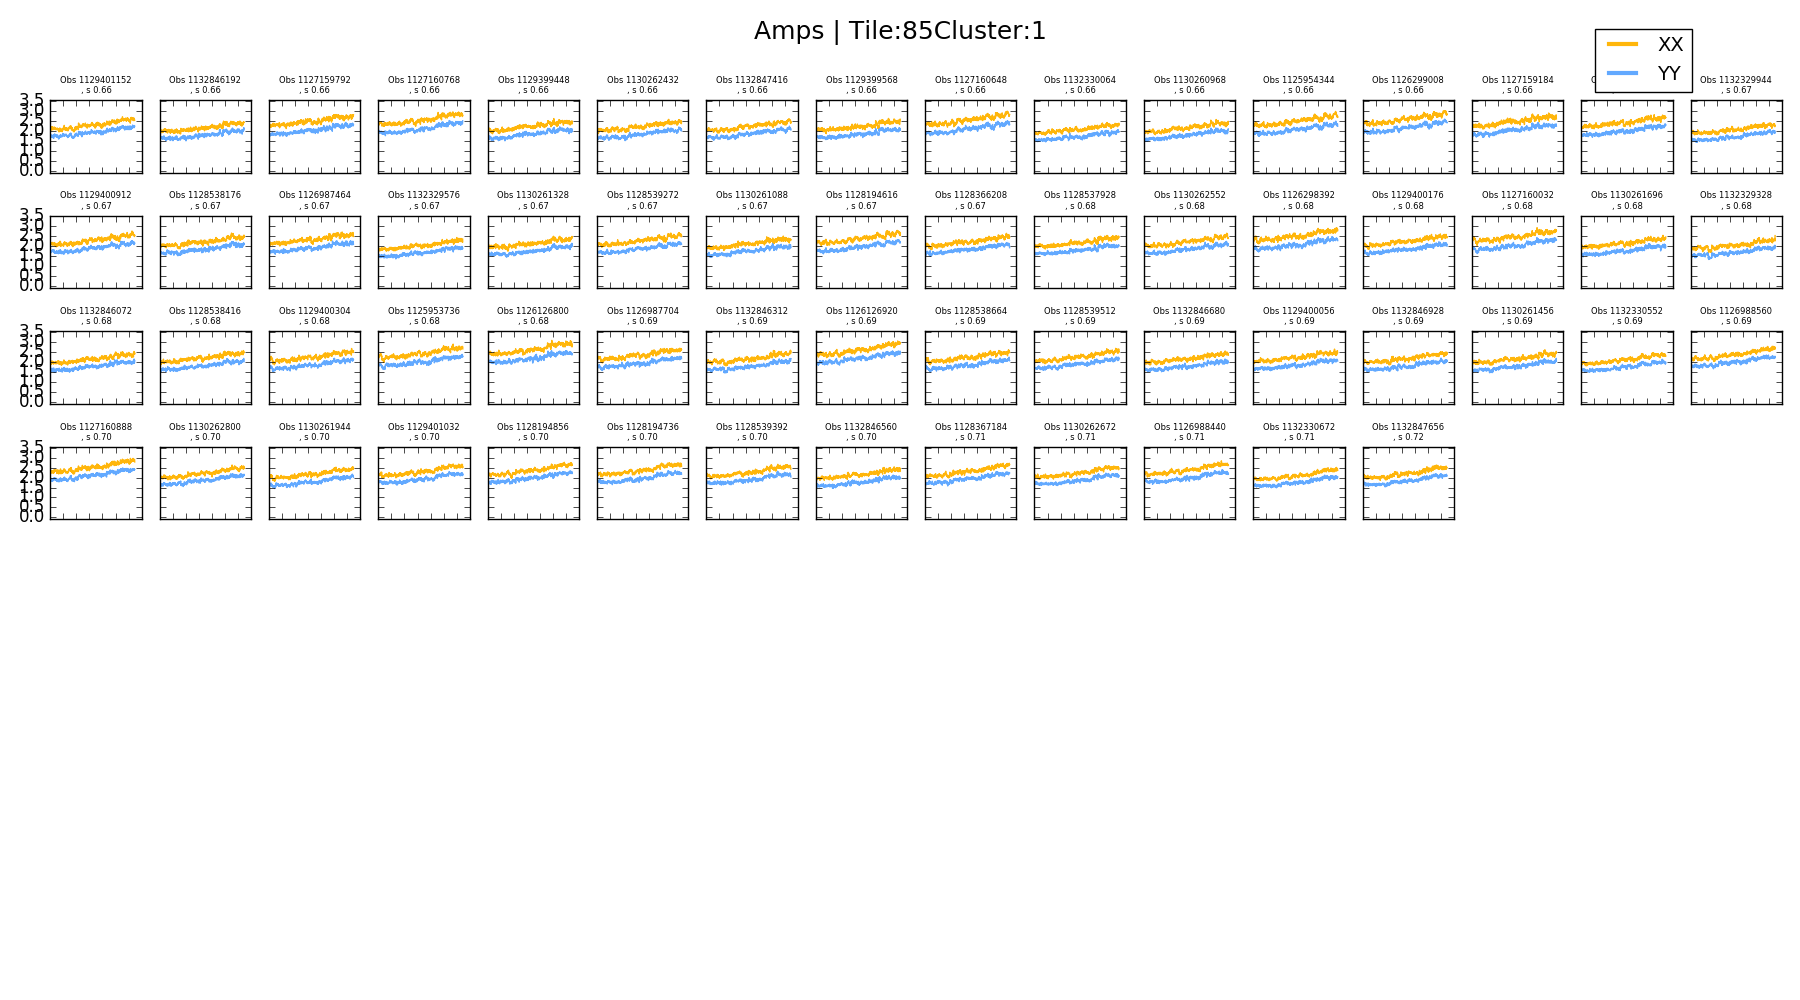 Amps | Tile:85Cluster:1
XX
YY
Obs 1129401152 Obs 1132846192 Obs 1127159792 Obs 1127160768 Obs 1129399448 Obs 1130262432 Obs 1132847416 Obs 1129399568 Obs 1127160648 Obs 1132330064 Obs 1130260968 Obs 1125954344 Obs 1126299008 Obs 1127159184 Obs 1132329944
, s 0.66 , s 0.66 , s 0.66 , s 0.66 , s 0.66 , s 0.66 , s 0.66 , s 0.66 , s 0.66 , s 0.66 , s 0.66 , s 0.66 , s 0.66 , s 0.66 , s 0.67
3.5
3.0
2.5
2.0
1.5
1.0
0.5
0.0
Obs 1129400912 Obs 1128538176 Obs 1126987464 Obs 1132329576 Obs 1130261328 Obs 1128539272 Obs 1130261088 Obs 1128194616 Obs 1128366208 Obs 1128537928 Obs 1130262552 Obs 1126298392 Obs 1129400176 Obs 1127160032 Obs 1130261696 Obs 1132329328
, s 0.67 , s 0.67 , s 0.67 , s 0.67 , s 0.67 , s 0.67 , s 0.67 , s 0.67 , s 0.67 , s 0.68 , s 0.68 , s 0.68 , s 0.68 , s 0.68 , s 0.68 , s 0.68
3.5
3.0
2.5
2.0
1.5
1.0
0.5
0.0
Obs 1132846072 Obs 1128538416 Obs 1129400304 Obs 1125953736 Obs 1126126800 Obs 1126987704 Obs 1132846312 Obs 1126126920 Obs 1128538664 Obs 1128539512 Obs 1132846680 Obs 1129400056 Obs 1132846928 Obs 1130261456 Obs 1132330552 Obs 1126988560
, s 0.68 , s 0.68 , s 0.68 , s 0.68 , s 0.68 , s 0.69 , s 0.69 , s 0.69 , s 0.69 , s 0.69 , s 0.69 , s 0.69 , s 0.69 , s 0.69 , s 0.69 , s 0.69
3.5
3.0
2.5
2.0
1.5
1.0
0.5
0.0
Obs 1127160888 Obs 1130262800 Obs 1130261944 Obs 1129401032 Obs 1128194856 Obs 1128194736 Obs 1128539392 Obs 1132846560 Obs 1128367184 Obs 1130262672 Obs 1126988440 Obs 1132330672 Obs 1132847656
, s 0.70 , s 0.70 , s 0.70 , s 0.70 , s 0.70 , s 0.70 , s 0.70 , s 0.70 , s 0.71 , s 0.71 , s 0.71 , s 0.71 , s 0.72
3.5
3.0
2.5
2.0
1.5
1.0
0.5
0.0